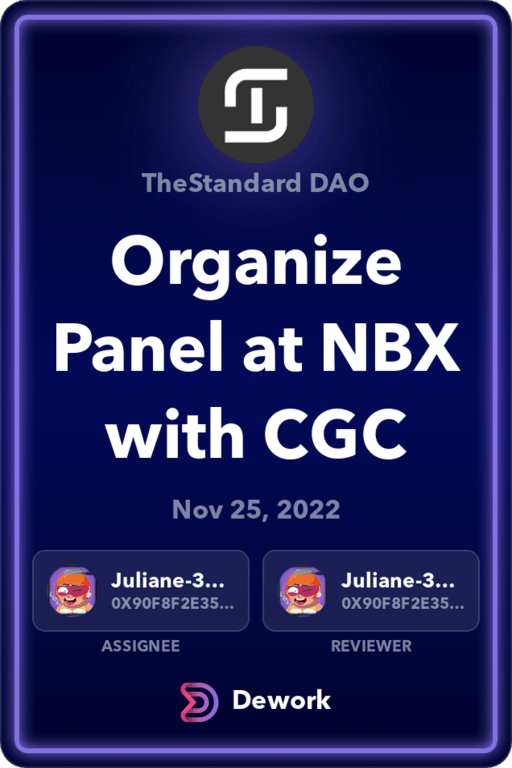 TheStandard DAO
Organize
Panel at NBX
with CGC
Nov 25, 2022
Juliane-3...
0X90F8F2E35...
ASSIGNEE
Juliane-3...
0X90F8F2E35...
REVIEWER
Dework